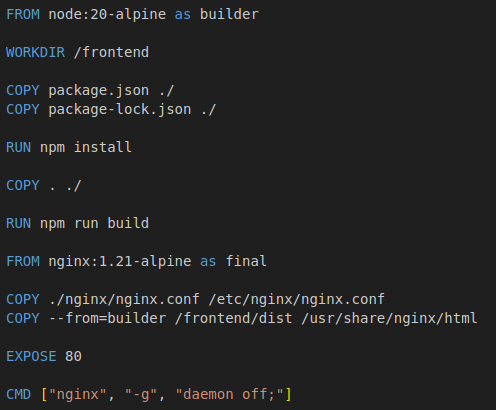 FROM node:20-alpine as builder
WORKDIR /frontend
COPY package.json ./
COPY package-lock.json ./
RUN npm install
COPY . ./
RUN npm run build
FROM nginx:1.21-alpine as final
COPY ./nginx/nginx.conf /etc/nginx/nginx.conf
COPY --from=builder /frontend/dist /usr/share/nginx/html
EXPOSE 80
CMD ["nginx", "-g", "daemon off;"]